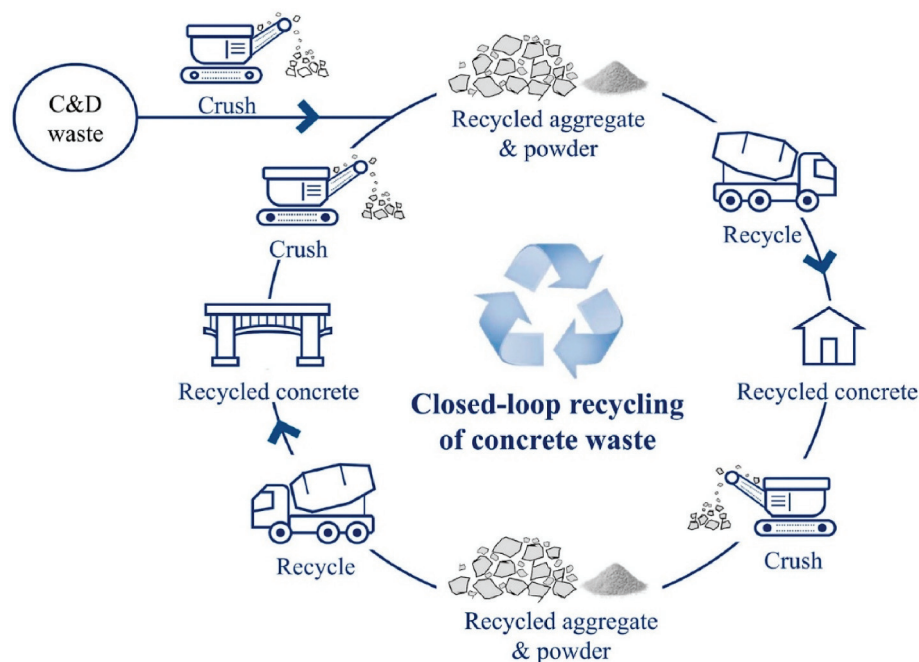 C&D
waste
Crush
Recycled aggregate
& powder
Crush
Recycle
Recycled concrete
Closed-loop recycling
of concrete waste
Recycled concrete
Recycle
Crush
Recycled aggregate
& powder